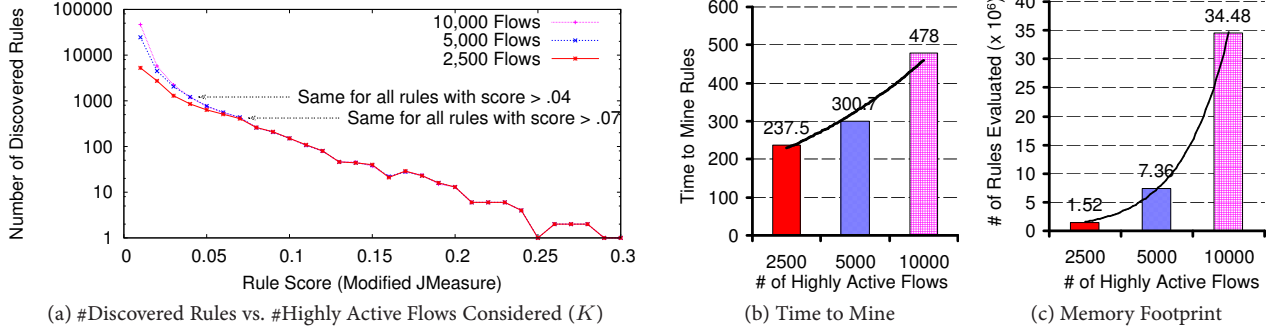 Number of Discovered Rules
100000
10000
1000
100
10
1
10,000 Flows
5,000 Flows
2,500 Flows
Same for all rules with score > .04
Same for all rules with score > .07
0 0.05 0.1 0.15 0.2 0.25 0.3
Rule Score (Modified JMeasure)
(a) #Discovered Rules vs. #Highly Active Flows Considered (K)
Time to Mine Rules
600
500
400
300
200
100
0
237.5
300.7
478
2500 5000 10000
# of Highly Active Flows
(b) Time to Mine
# of Rules Evaluated (x 10⁶)
40
35
30
25
20
15
10
5
0
1.52
7.36
34.48
2500 5000 10000
# of Highly Active Flows
(c) Memory Footprint